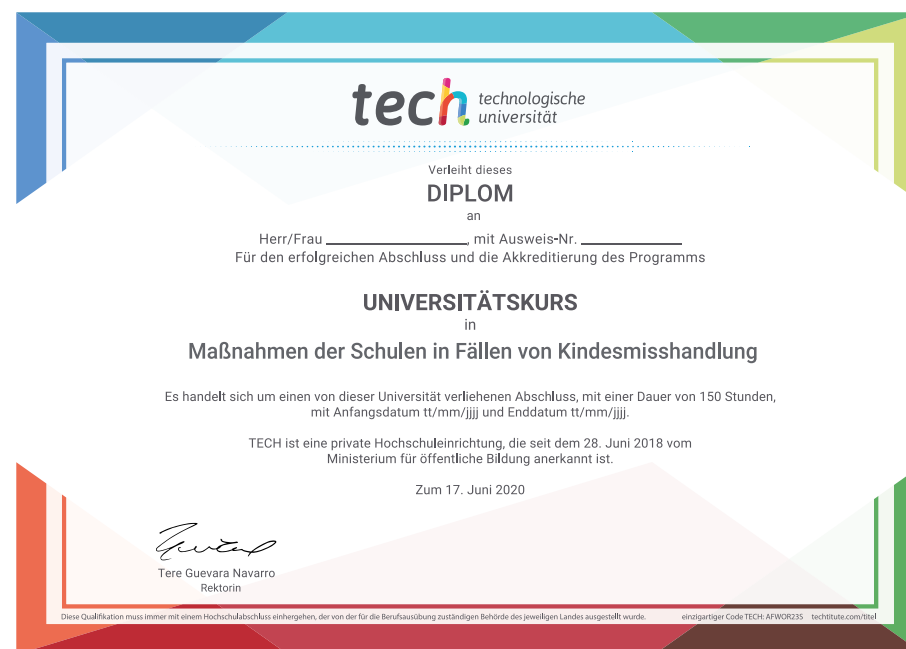 tech technologische
universität
Verleiht dieses
DIPLOM
an
Herr/Frau ____________________, mit Ausweis-Nr. ______________
Für den erfolgreichen Abschluss und die Akkreditierung des Programms
UNIVERSITÄTSKURS
in
Maßnahmen der Schulen in Fällen von Kindesmisshandlung
Es handelt sich um einen von dieser Universität verliehenen Abschluss, mit einer Dauer von 150 Stunden,
mit Anfangsdatum tt/mm/jjjj und Enddatum tt/mm/jjjj.
TECH ist eine private Hochschuleinrichtung, die seit dem 28. Juni 2018 vom
Ministerium für öffentliche Bildung anerkannt ist.
Zum 17. Juni 2020
Tere Guevara Navarro
Rektorin
Diese Qualifikation muss immer mit einem Hochschulabschluss einhergehen, der von der für die Berufsausübung zuständigen Behörde des jeweiligen Landes ausgestellt wurde. einzigartiger Code TECH: AFWOR235 techtitute.com/titel